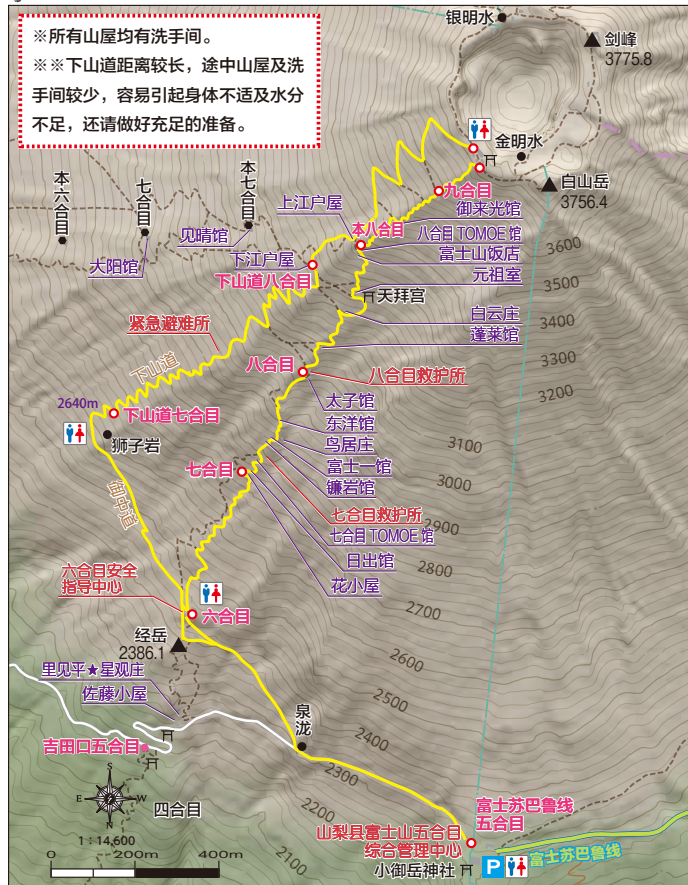 ※所有山屋均有洗手间。
※※下山道距离较长，途中山屋及洗
手间较少，容易引起身体不适及水分
不足，还请做好充足的准备。
银明水
剑峰
3775.8
金明水
白山岳
3756.4
九合目
本六合目
七合目
本七合目
大阳馆
见晴馆
上江户屋
下江户屋
下山道八合目
本八合目
御来光馆
八合目 TOMOE 馆
富士山饭店
元祖室
天拜宫
白云庄
蓬莱馆
3600
3500
3400
3300
3200
紧急避难所
下山道
八合目
八合目救护所
太子馆
东洋馆
鸟居庄
富士一馆
镰岩馆
2640m
下山道七合目
狮子岩
七合目
七合目救护所
七合目 TOMOE 馆
日出馆
花小屋
3100
3000
2900
2800
2700
2600
2500
2400
2300
2200
2100
御中道
六合目安全
指导中心
六合目
经岳
2386.1
里见平★星观庄
佐藤小屋
泉泷
吉田口五合目
四合目
S
E
W
N
1：14,600
0
200m
400m
富士苏巴鲁线
五合目
山梨县富士山五合目
综合管理中心
小御岳神社
P
富士苏巴鲁线